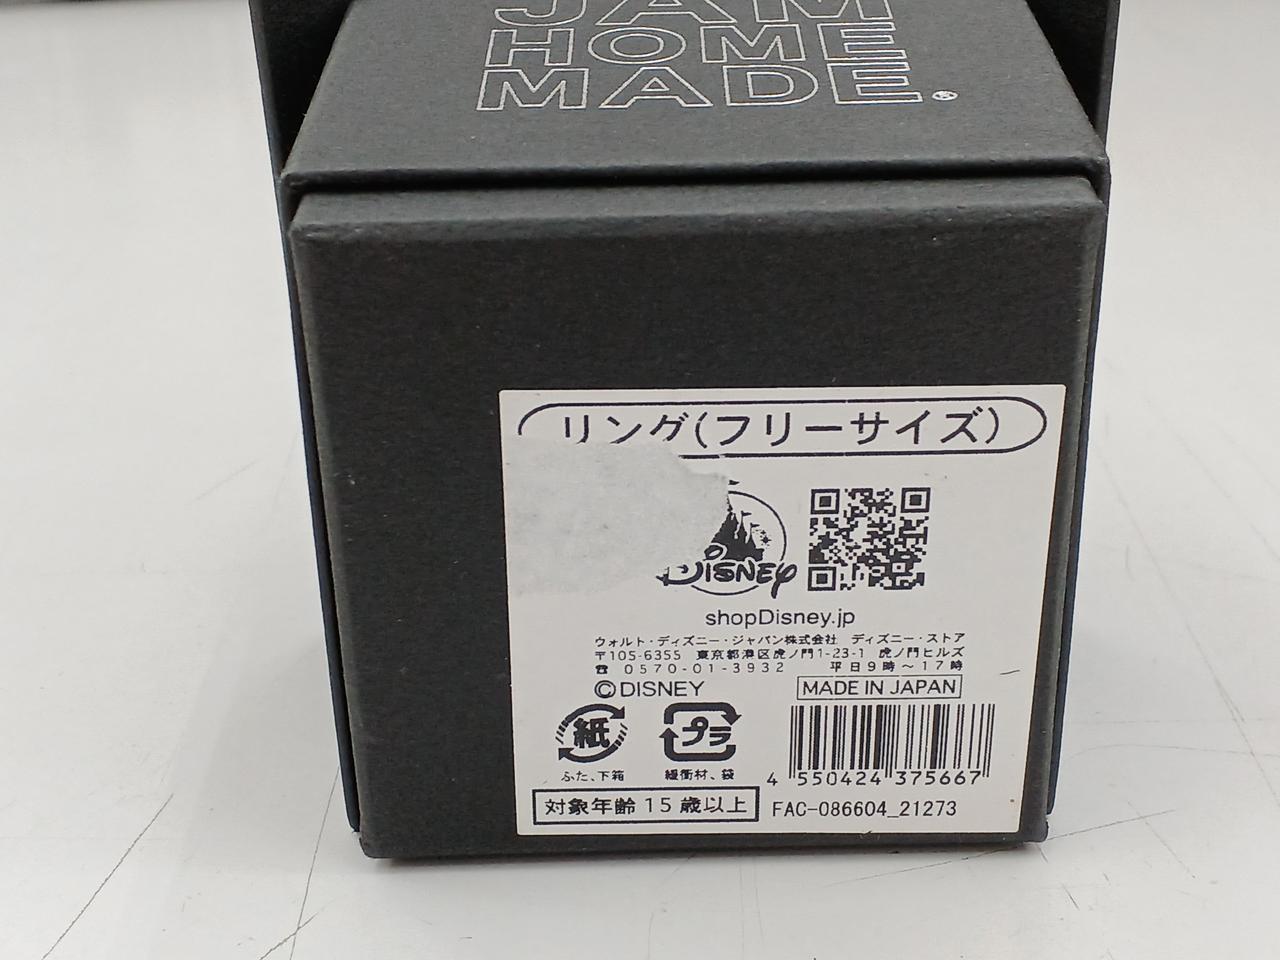 JAM
HOME
MADE®
リング(フリーサイズ)
Disney
shopDisney.jp
ウォルト・ディズニー・ジャパン株式会社 ディズニー・ストア
〒105-6355 東京都港区虎ノ門1-23-1 虎ノ門ヒルズ
☎ 0570-01-3932 平日9時~17時
©DISNEY
MADE IN JAPAN
紙
プラ
ふた、下箱
緩衝材、袋
4 550424 375667
対象年齢15歳以上
FAC-086604_21273